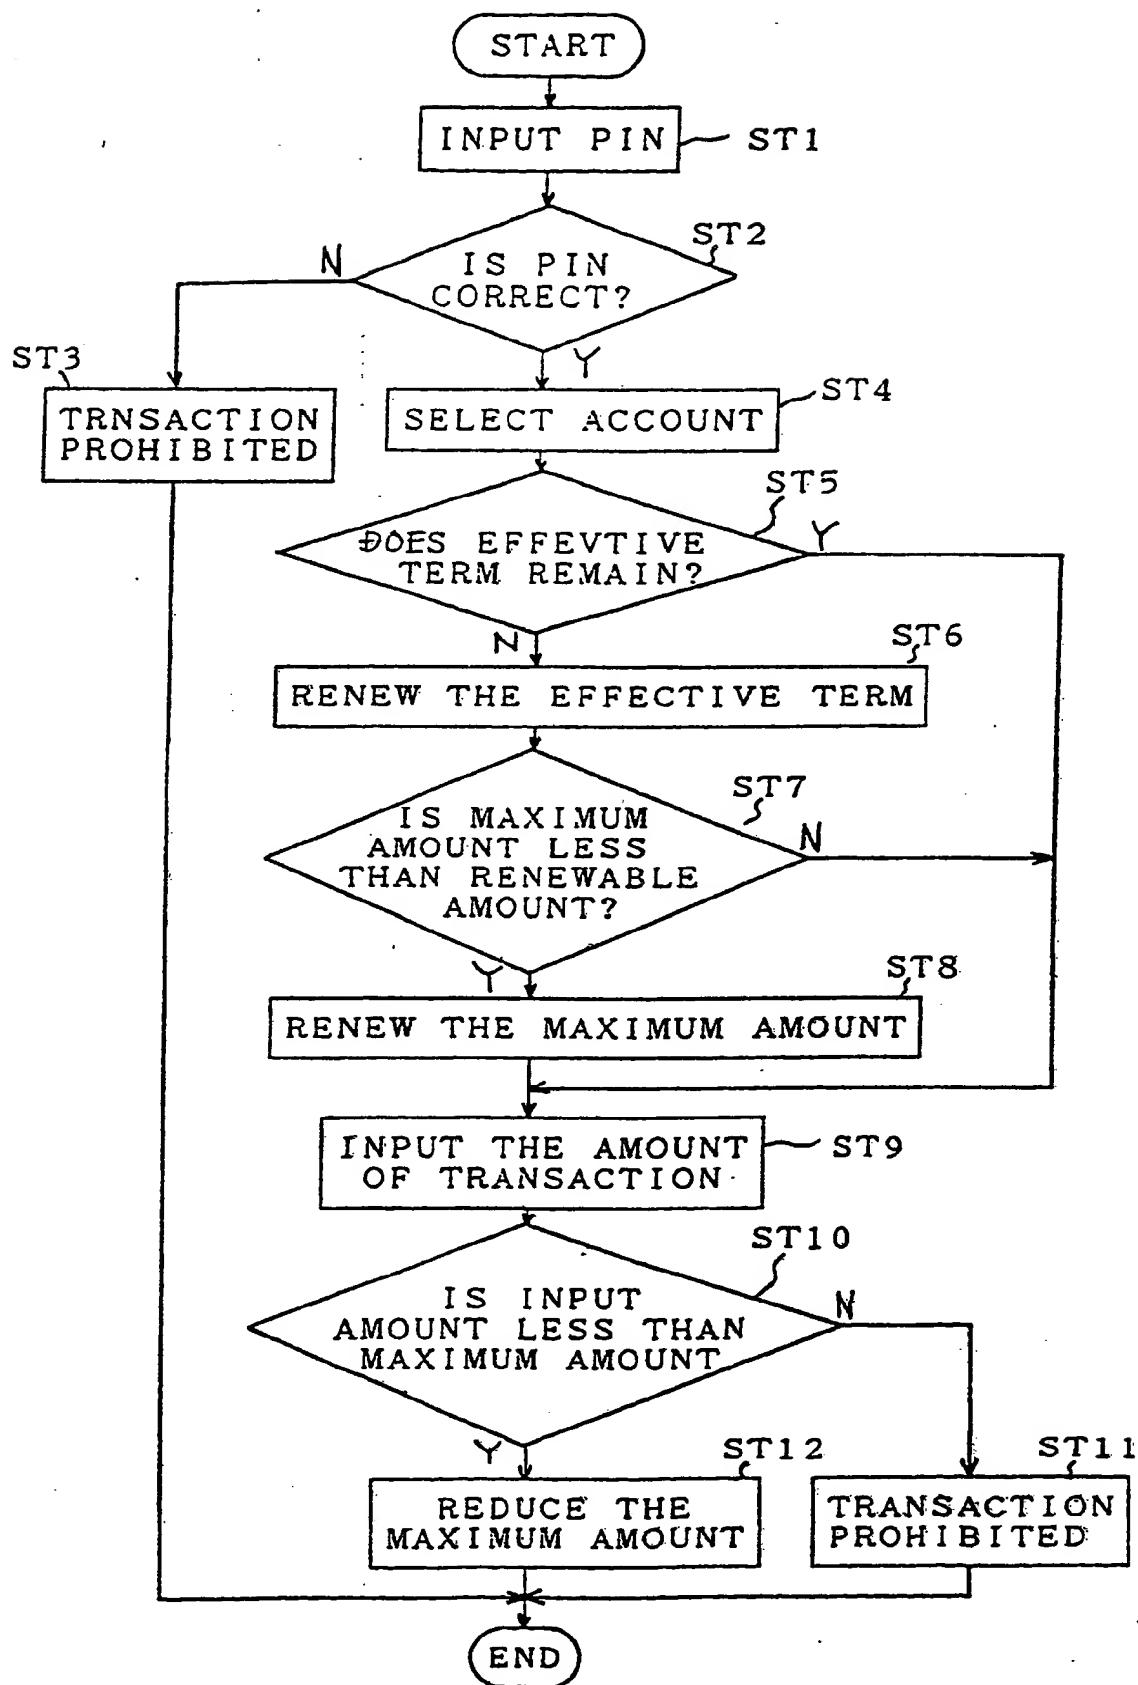 START
INPUT PIN
ST1
ST2
IS PIN
CORRECT?
N
Y
ST3
TRNSACTION
PROHIBITED
ST4
SELECT ACCOUNT
ST5
DOES EFFEVTIVE
TERM REMAIN?
Y
N
ST6
RENEW THE EFFECTIVE TERM
ST7
IS MAXIMUM
AMOUNT LESS
THAN RENEWABLE
AMOUNT?
N
Y
ST8
RENEW THE MAXIMUM AMOUNT
INPUT THE AMOUNT
OF TRANSACTION
ST9
ST10
IS INPUT
AMOUNT LESS THAN
MAXIMUM AMOUNT
N
Y
ST12
REDUCE THE
MAXIMUM AMOUNT
ST11
TRANSACTION
PROHIBITED
END